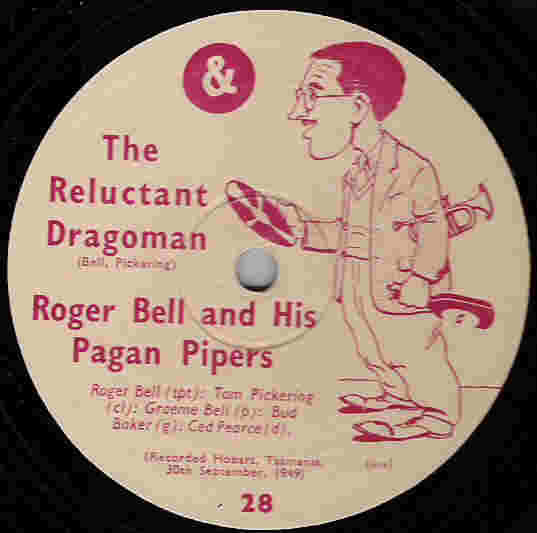 &
The
Reluctant
Dragoman
(Bell, Pickering)
Roger Bell and His
Pagan Pipers
Roger Bell (tpt): Tom Pickering
(cl): Graeme Bell (p): Bud
Baker (g): Ced Pearce (d).
(Recorded Hobart, Tasmania,
30th September, 1949)
28